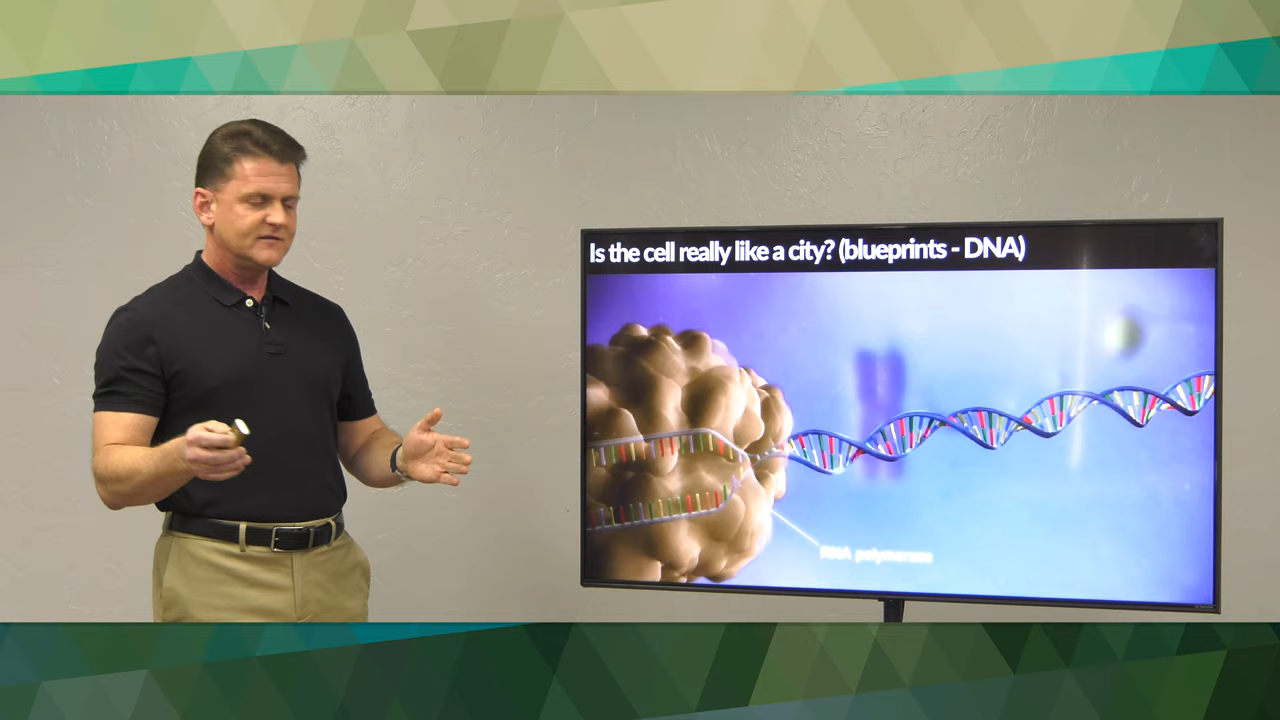 Is the cell really like a city? (blueprints - DNA)
RNA polymerase